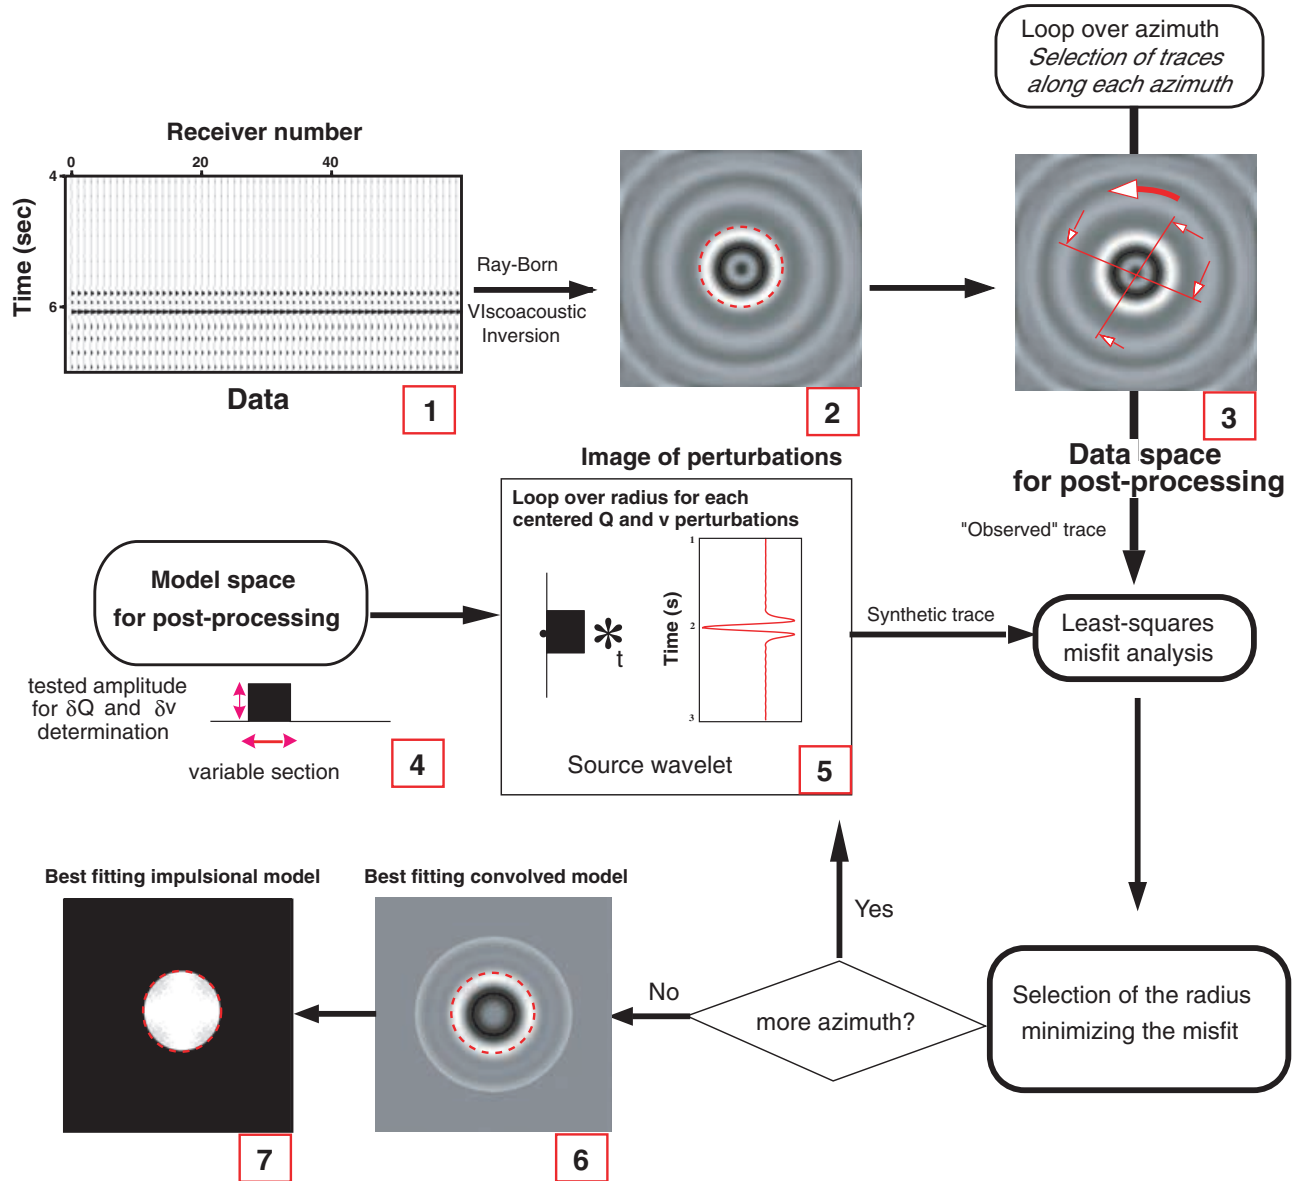 Loop over azimuth
Selection of traces
along each azimuth
Receiver number
0 20 40
4
6
Time (sec)
Data
1
Ray-Born
VIscoacoustic
Inversion
2
3
Image of perturbations
Data space
for post-processing
"Observed" trace
Model space
for post-processing
tested amplitude
for δQ and δv
determination
variable section
4
Loop over radius for each
centered Q and v perturbations
*
t
Time (s)
1
2
3
Source wavelet
5
Synthetic trace
Least-squares
misfit analysis
Selection of the radius
minimizing the misfit
more azimuth?
Yes
No
Best fitting convolved model
6
Best fitting impulsional model
7